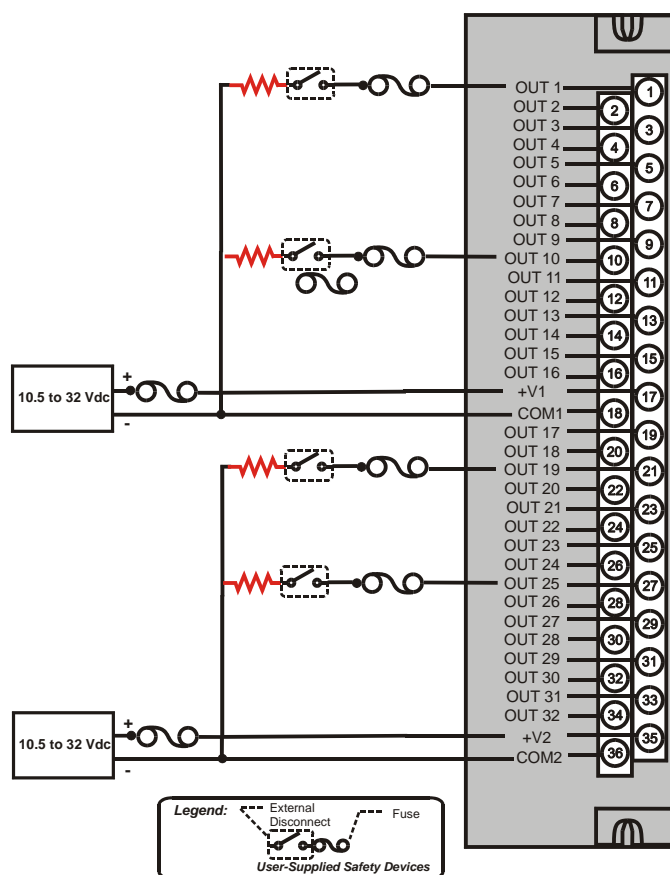 OUT 1 1
OUT 2 2
OUT 3 3
OUT 4 4
OUT 5 5
OUT 6 6
OUT 7 7
OUT 8 8
OUT 9 9
OUT 10 10
OUT 11 11
OUT 12 12
OUT 13 13
OUT 14 14
OUT 15 15
OUT 16 16
10.5 to 32 Vdc + - +V1 17
COM1 18
OUT 17 19
OUT 18 20
OUT 19 21
OUT 20 22
OUT 21 23
OUT 22 24
OUT 23 25
OUT 24 26
OUT 25 27
OUT 26 28
OUT 27 29
OUT 28 30
OUT 29 31
OUT 30 32
OUT 31 33
OUT 32 34
10.5 to 32 Vdc + - +V2 35
COM2 36
Legend: External
Disconnect
Fuse
User-Supplied Safety Devices